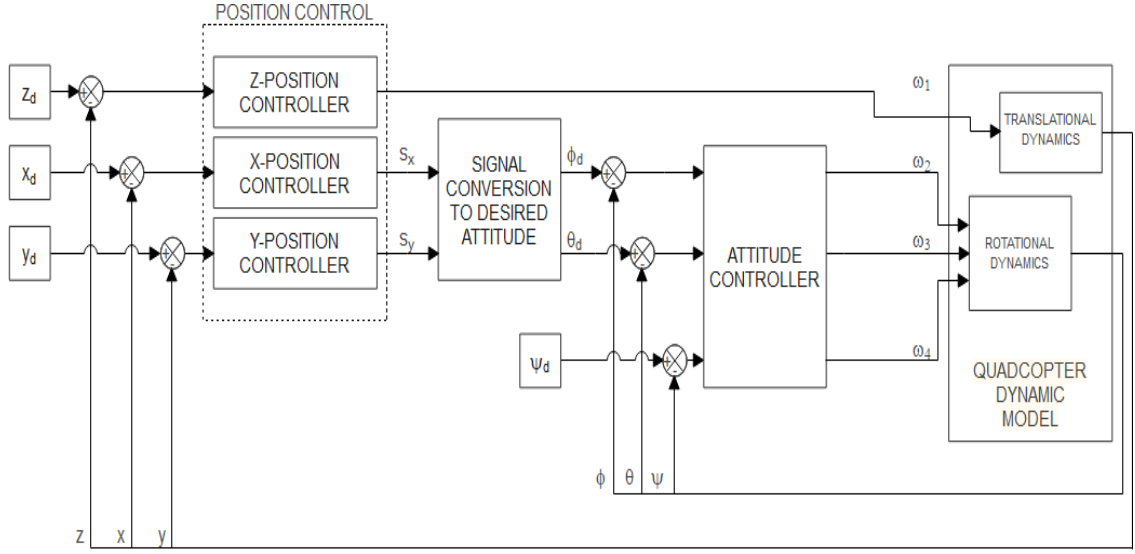 POSITION CONTROL
z_d
+
-
Z-POSITION
CONTROLLER
ω₁
TRANSLATIONAL
DYNAMICS
x_d
+
-
X-POSITION
CONTROLLER
s_x
SIGNAL
CONVERSION
TO DESIRED
ATTITUDE
ϕ_d
+
-
ω₂
y_d
+
-
Y-POSITION
CONTROLLER
s_y
θ_d
+
-
ATTITUDE
CONTROLLER
ω₃
ROTATIONAL
DYNAMICS
ψ_d
+
-
ω₄
QUADCOPTER
DYNAMIC
MODEL
ϕ θ ψ
z x y